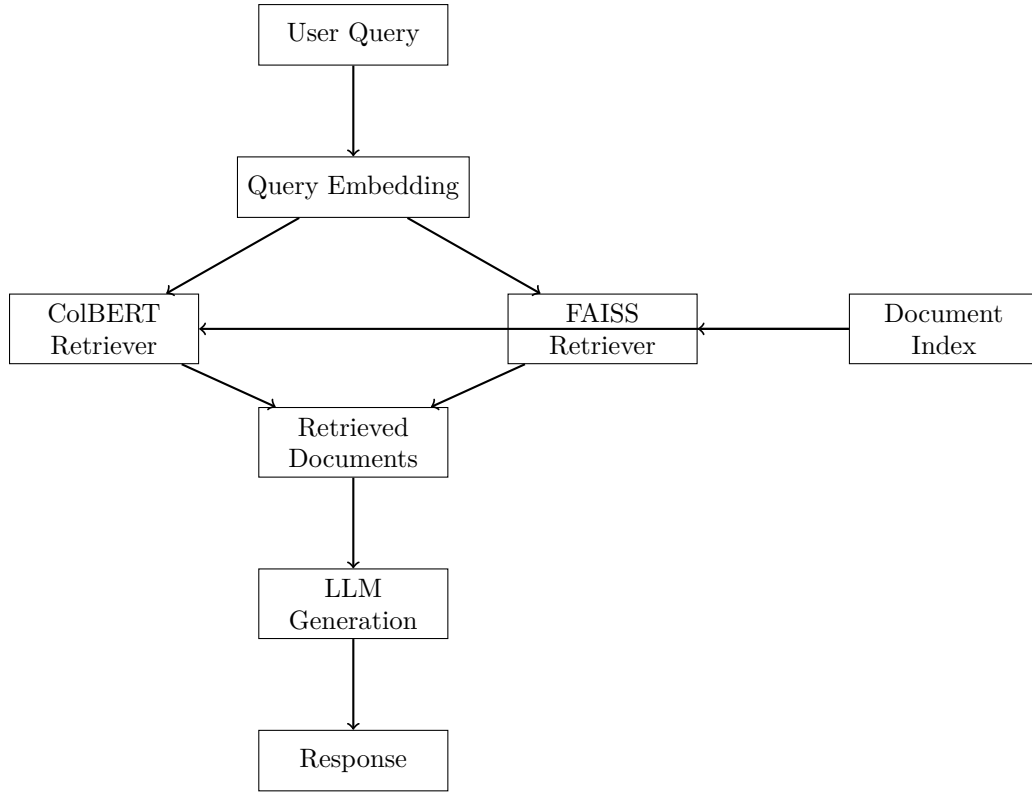 User Query
Query Embedding
ColBERT
Retriever
FAISS
Retriever
Document
Index
Retrieved
Documents
LLM
Generation
Response